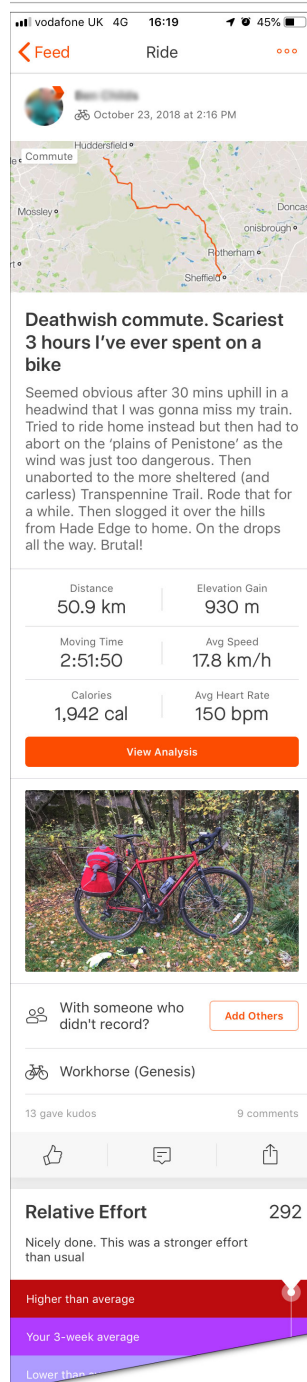 vodafone UK 4G 16:19 45%
Feed Ride
October 23, 2018 at 2:16 PM
Commute
Huddersfield
Mossley
Doncas
onisbrough
Rotherham
Sheffield
Deathwish commute. Scariest
3 hours I've ever spent on a
bike
Seemed obvious after 30 mins uphill in a
headwind that I was gonna miss my train.
Tried to ride home instead but then had to
abort on the 'plains of Penistone' as the
wind was just too dangerous. Then
unaborted to the more sheltered (and
carless) Transpennine Trail. Rode that for
a while. Then slogged it over the hills
from Hade Edge to home. On the drops
all the way. Brutal!
Distance Elevation Gain
50.9 km 930 m
Moving Time Avg Speed
2:51:50 17.8 km/h
Calories Avg Heart Rate
1,942 cal 150 bpm
View Analysis
With someone who
didn't record?
Add Others
Workhorse (Genesis)
13 gave kudos 9 comments
Relative Effort 292
Nicely done. This was a stronger effort
than usual
Higher than average
Your 3-week average
Lower than